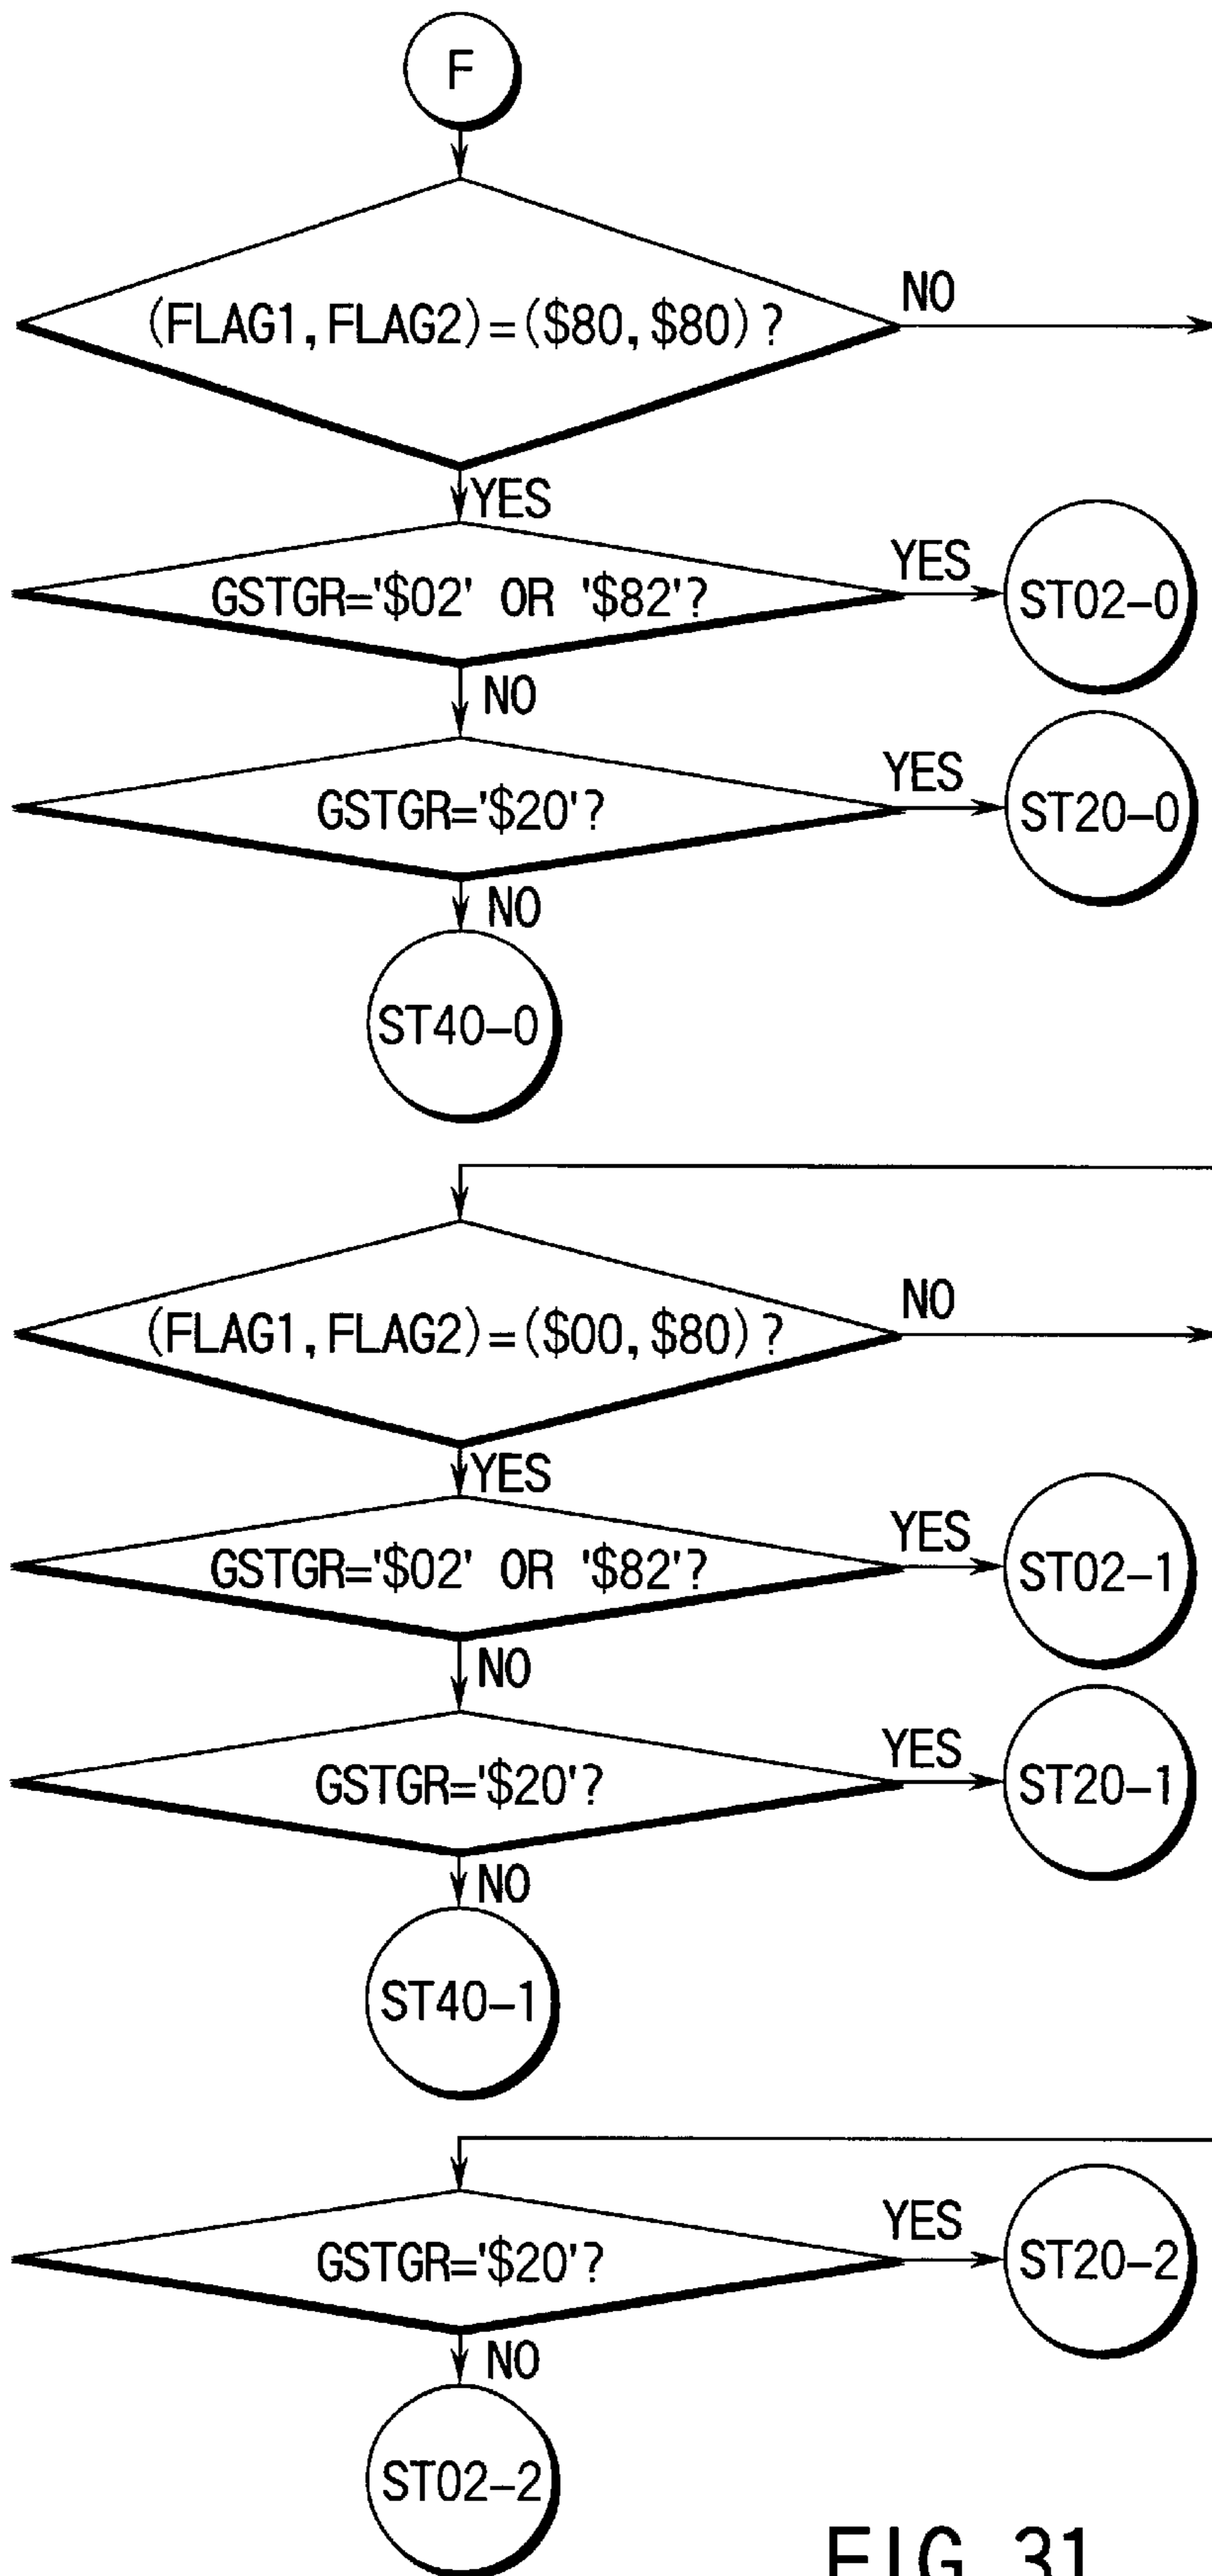 F
(FLAG1, FLAG2)=($80, $80)?
NO
YES
GSTGR='$02' OR '$82'?
YES
ST02-0
NO
GSTGR='$20'?
YES
ST20-0
NO
ST40-0
(FLAG1, FLAG2)=($00, $80)?
NO
YES
GSTGR='$02' OR '$82'?
YES
ST02-1
NO
GSTGR='$20'?
YES
ST20-1
NO
ST40-1
GSTGR='$20'?
YES
ST20-2
NO
ST02-2
FIG. 31